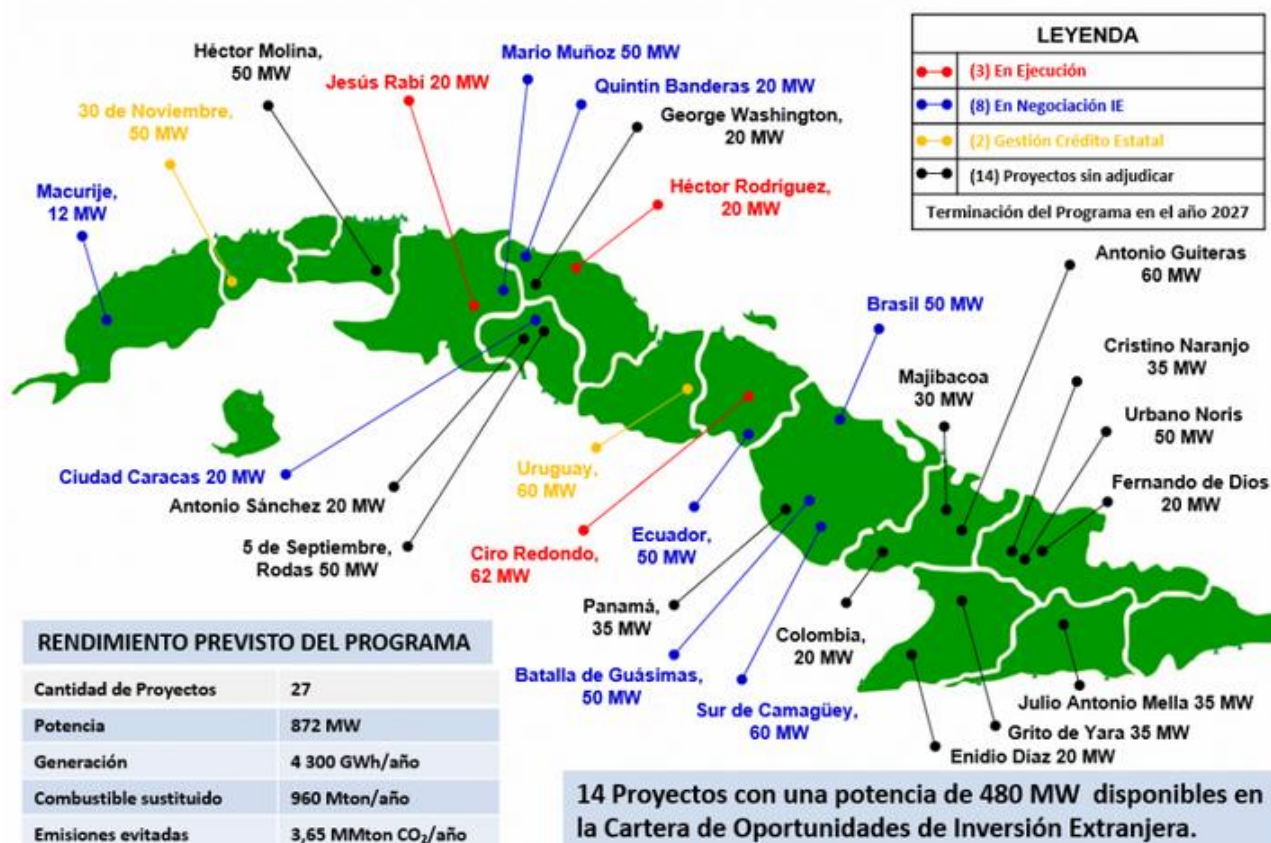 Héctor Molina,
50 MW
Jesús Rabi 20 MW
Mario Muñoz 50 MW
Quintín Banderas 20 MW
George Washington,
20 MW
30 de Noviembre,
50 MW
Macurije,
12 MW
Héctor Rodríguez,
20 MW
LEYENDA
(3) En Ejecución
(8) En Negociación IE
(2) Gestión Crédito Estatal
(14) Proyectos sin adjudicar
Terminación del Programa en el año 2027
Antonio Guiteras
60 MW
Brasil 50 MW
Cristino Naranjo
35 MW
Majibacoa
30 MW
Urbano Noris
50 MW
Fernando de Dios
20 MW
Ciudad Caracas 20 MW
Antonio Sánchez 20 MW
5 de Septiembre,
Rodas 50 MW
Uruguay,
60 MW
Ciro Redondo,
62 MW
Ecuador,
50 MW
Panamá,
35 MW
Batalla de Guásimas,
50 MW
Sur de Camagüey,
60 MW
Colombia,
20 MW
Julio Antonio Mella 35 MW
Grito de Yara 35 MW
Enidio Díaz 20 MW
RENDIMIENTO PREVISTO DEL PROGRAMA
Cantidad de Proyectos 27
Potencia 872 MW
Generación 4 300 GWh/año
Combustible sustituido 960 Mton/año
Emisiones evitadas 3,65 MMton CO₂/año
14 Proyectos con una potencia de 480 MW disponibles en
la Cartera de Oportunidades de Inversión Extranjera.